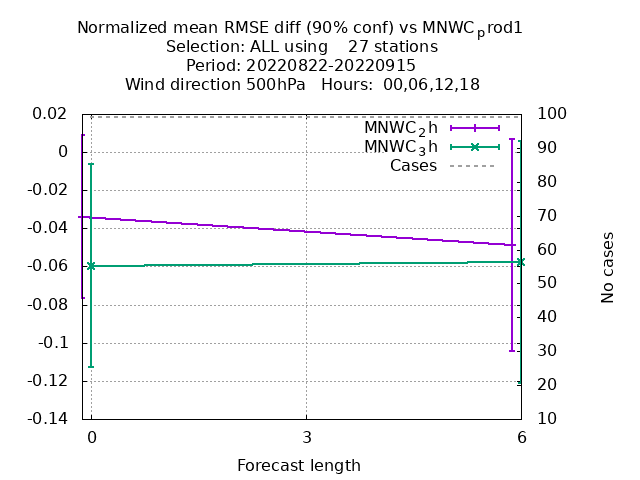 Normalized mean RMSE diff (90% conf) vs MNWCprod1
Selection: ALL using    27 stations
Period: 20220822-20220915
Wind direction 500hPa   Hours:  00,06,12,18
0.02
0
-0.02
-0.04
-0.06
-0.08
-0.1
-0.12
-0.14
100
90
80
70
60
50
40
30
20
10
MNWC2h
MNWC3h
Cases
No cases
0
3
6
Forecast length